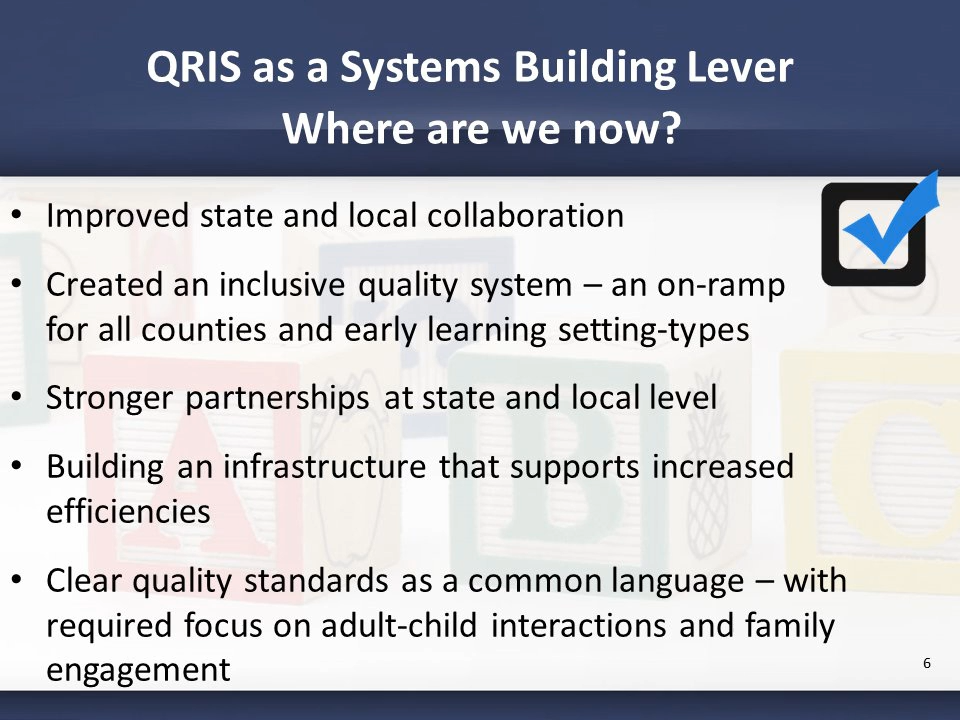 QRIS as a Systems Building Lever
Where are we now?
• Improved state and local collaboration
• Created an inclusive quality system – an on-ramp
for all counties and early learning setting-types
• Stronger partnerships at state and local level
• Building an infrastructure that supports increased
efficiencies
• Clear quality standards as a common language – with
required focus on adult-child interactions and family
engagement
6
A B C